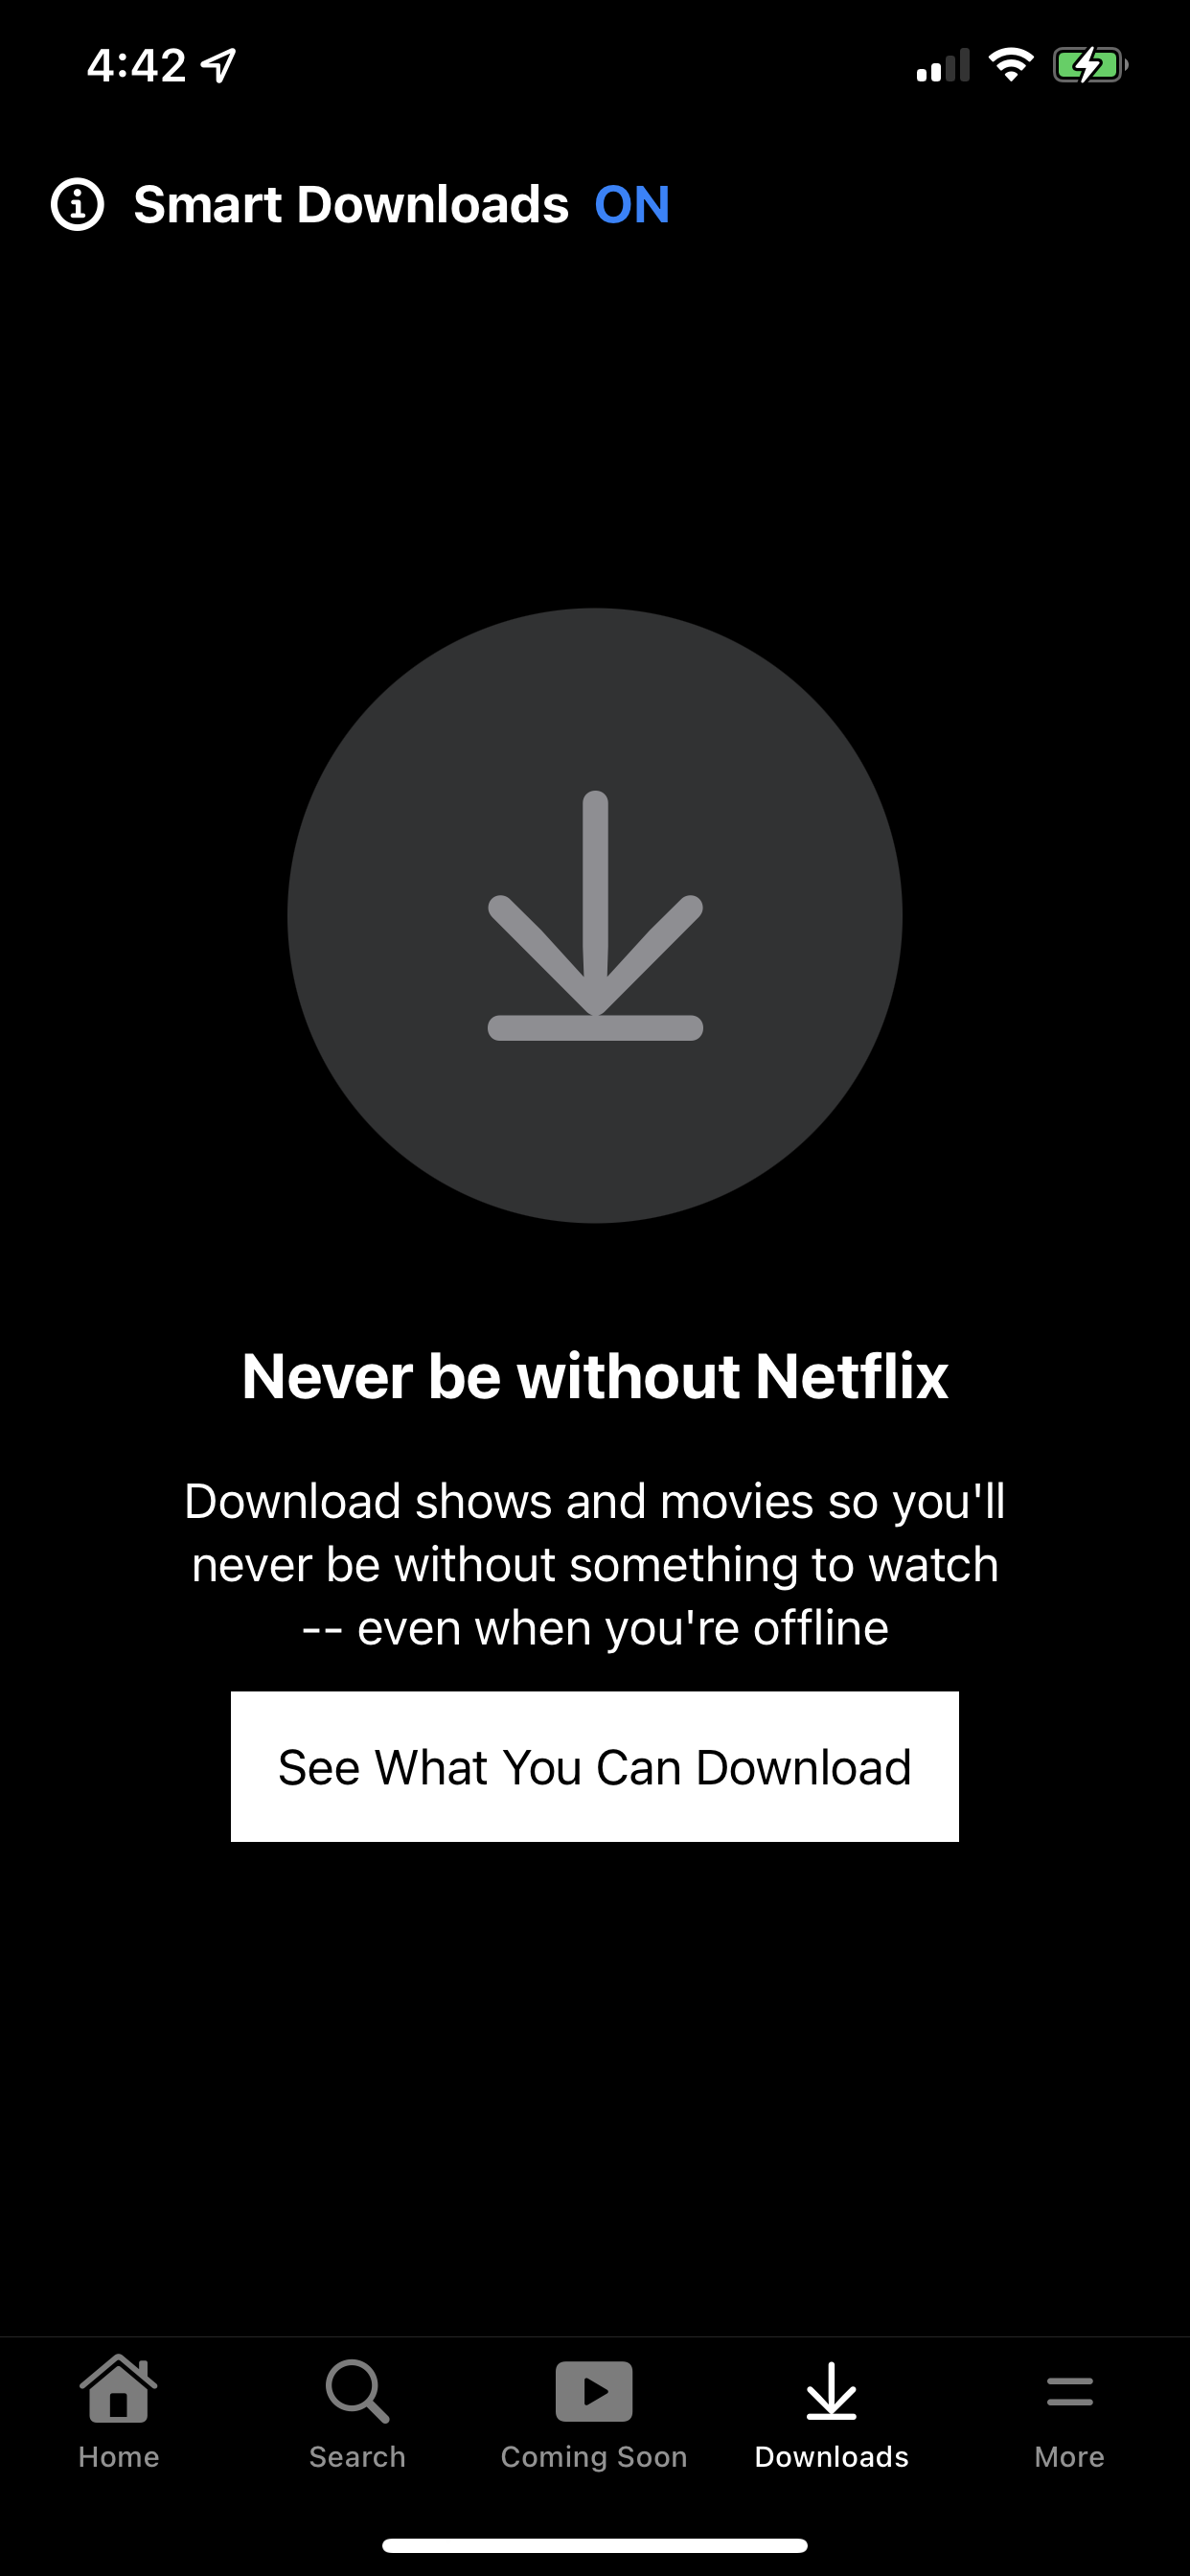 4:42
Smart Downloads ON
Never be without Netflix
Download shows and movies so you'll
never be without something to watch
-- even when you're offline
See What You Can Download
Home Search Coming Soon Downloads More